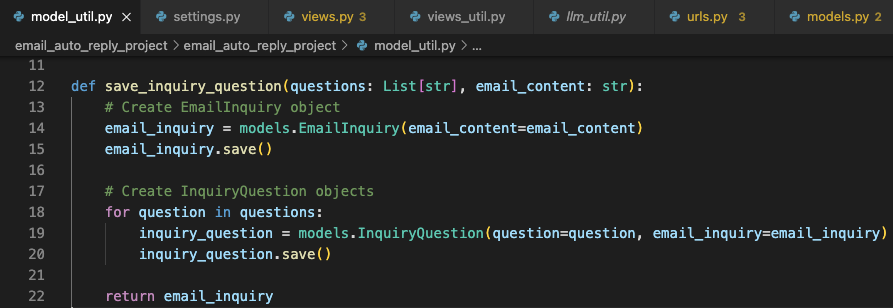 model_util.py × settings.py views.py 3 views_util.py llm_util.py urls.py 3 models.py 2
email_auto_reply_project > email_auto_reply_project > model_util.py > ...
11
12 def save_inquiry_question(questions: List[str], email_content: str):
13     # Create EmailInquiry object
14     email_inquiry = models.EmailInquiry(email_content=email_content)
15     email_inquiry.save()
16
17     # Create InquiryQuestion objects
18     for question in questions:
19         inquiry_question = models.InquiryQuestion(question=question, email_inquiry=email_inquiry)
20         inquiry_question.save()
21
22     return email_inquiry